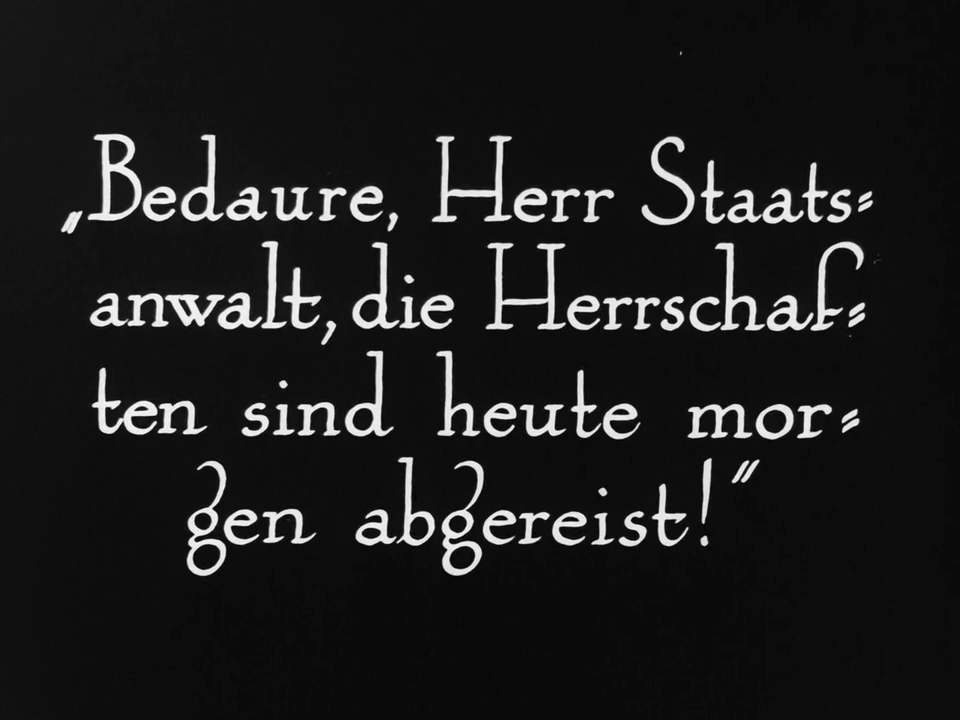 „Bedaure, Herr Staats=
anwalt, die Herrschaf=
ten sind heute mor=
gen abgereist!"